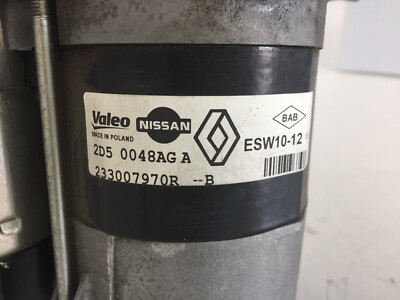 Valeo NISSAN BAB
MADE IN POLAND
ESW10-12
2D5 0048AG A
233007970R --B